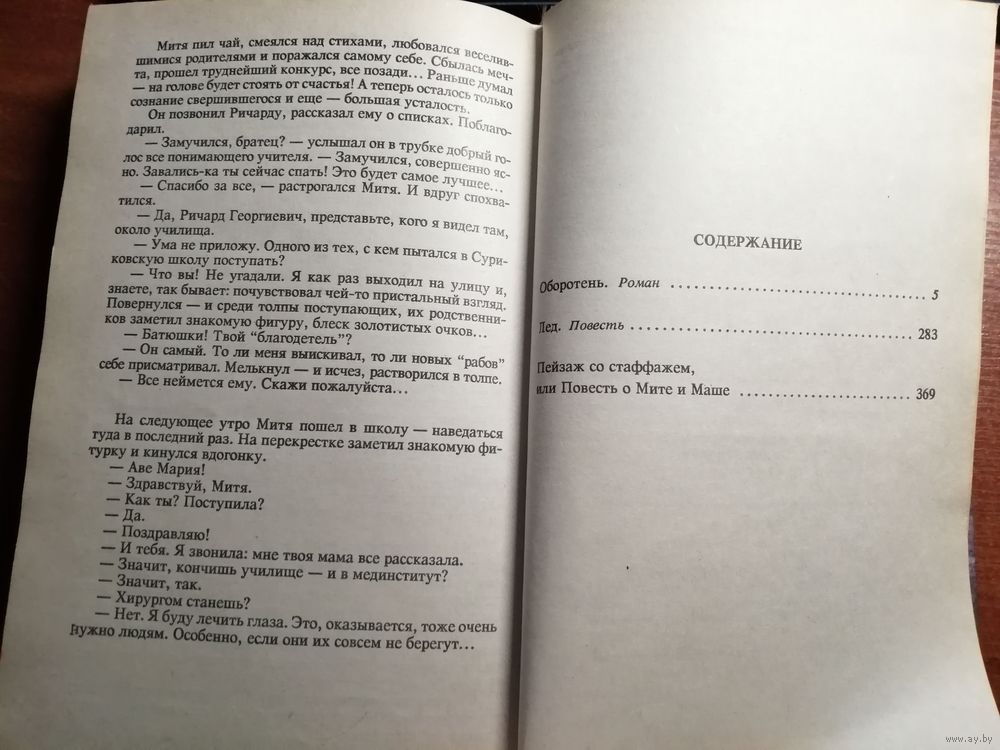 Митя пил чай, смеялся над стихами, любовался веселив-
шимися родителями и поражался самому себе. Сбылась меч-
та, прошел труднейший конкурс, все позади... Раньше думал
— на голове будет стоять от счастья! А теперь осталось только
сознание свершившегося и еще — большая усталость.
Он позвонил Ричарду, рассказал ему о списках. Поблаго-
дарил.
— Замучился, братец? — услышал он в трубке добрый го-
лос все понимающего учителя. — Замучился, совершенно яс-
но. Завались-ка ты сейчас спать! Это будет самое лучшее...
— Спасибо за все, — растрогался Митя. И вдруг спохва-
тился.
— Да, Ричард Георгиевич, представьте, кого я видел там,
около училища.
— Ума не приложу. Одного из тех, с кем пытался в Сури-
ковскую школу поступать?
— Что вы! Не угадали. Я как раз выходил на улицу и,
знаете, так бывает: почувствовал чей-то пристальный взгляд.
Повернулся — и среди толпы поступающих, их родственни-
ков заметил знакомую фигуру, блеск золотистых очков...
— Батюшки! Твой “благодетель”?
— Он самый. То ли меня выискивал, то ли новых “рабов”
себе присматривал. Мелькнул — и исчез, растворился в толпе.
— Все неймется ему. Скажи пожалуйста...
На следующее утро Митя пошел в школу — наведаться
туда в последний раз. На перекрестке заметил знакомую фи-
гурку и кинулся вдогонку.
— Аве Мария!
— Здравствуй, Митя.
— Как ты? Поступила?
— Да.
— Поздравляю!
— И тебя. Я звонила: мне твоя мама все рассказала.
— Значит, кончишь училище — и в мединститут?
— Значит, так.
— Хирургом станешь?
— Нет. Я буду лечить глаза. Это, оказывается, тоже очень
нужно людям. Особенно, если они их совсем не берегут...
СОДЕРЖАНИЕ
Оборотень. Роман ........................ 5
Лед. Повесть ........................ 283
Пейзаж со стаффажем,
или Повесть о Мите и Маше ........................ 369
www.ay.by